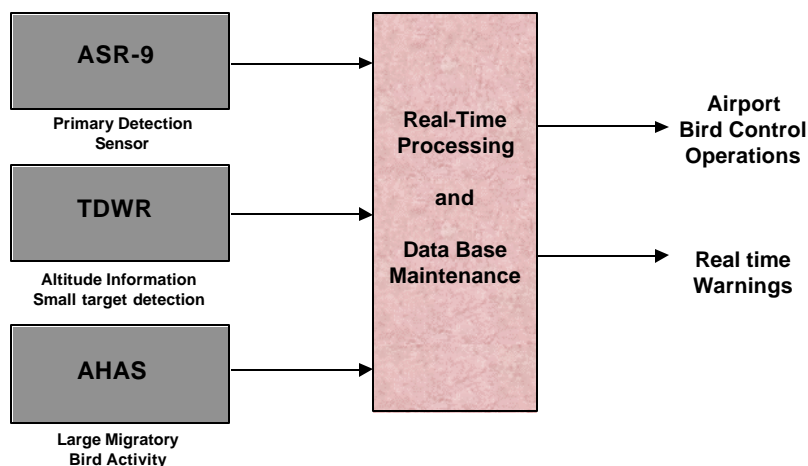 ASR-9
Primary Detection
Sensor
TDWR
Altitude Information
Small target detection
AHAS
Large Migratory
Bird Activity
Real-Time
Processing
and
Data Base
Maintenance
Airport
Bird Control
Operations
Real time
Warnings